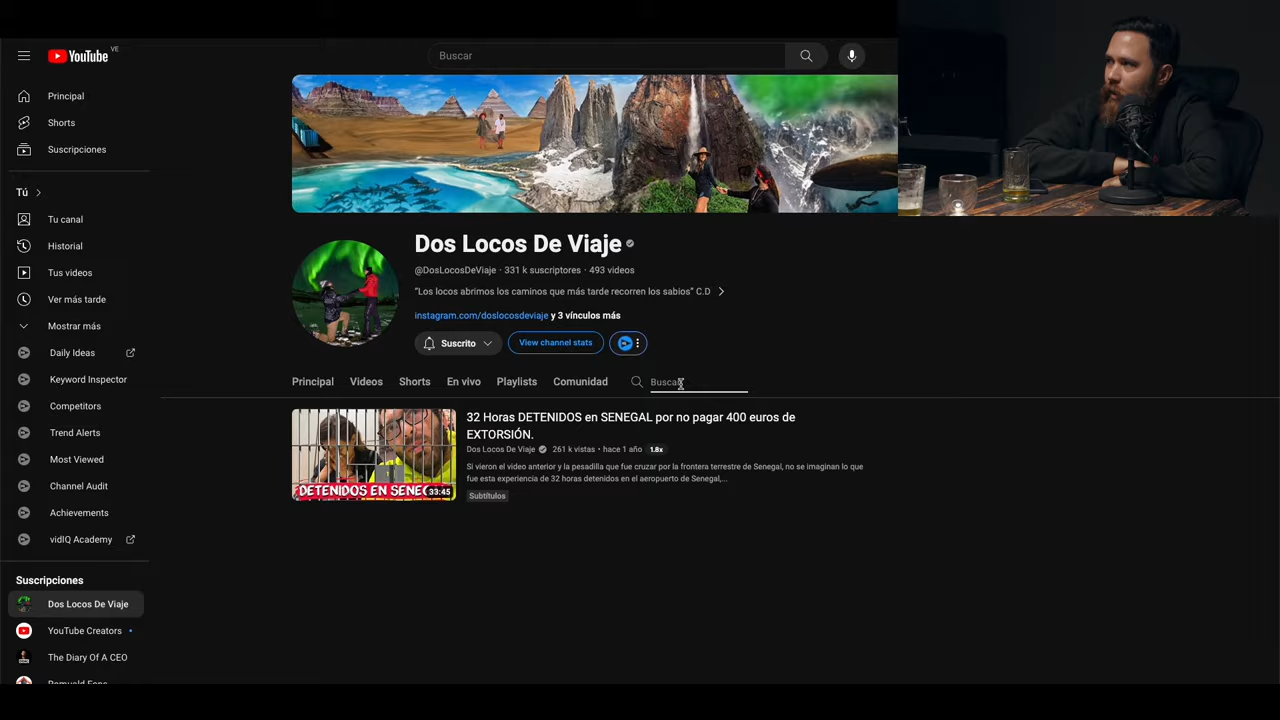 YouTube VE
Buscar
Principal
Shorts
Suscripciones
Tú
Tu canal
Historial
Tus videos
Ver más tarde
Mostrar más
Daily Ideas
Keyword Inspector
Competitors
Trend Alerts
Most Viewed
Channel Audit
Achievements
vidIQ Academy
Suscripciones
Dos Locos De Viaje
YouTube Creators
The Diary Of A CEO
Dos Locos De Viaje
@DosLocosDeViaje · 331 k suscriptores · 493 videos
“Los locos abrimos los caminos que más tarde recorren los sabios” C.D
instagram.com/doslocosdeviaje y 3 vínculos más
Suscrito View channel stats
Principal Videos Shorts En vivo Playlists Comunidad Buscar
DETENIDOS EN
33:45
32 Horas DETENIDOS en SENEGAL por no pagar 400 euros de
EXTORSIÓN.
Dos Locos De Viaje 261 k vistas · hace 1 año 1.8x
Si vieron el video anterior y la pesadilla que fue cruzar por la frontera terrestre de Senegal, no se imaginan lo que
fue esta experiencia de 32 horas detenidos en el aeropuerto de Senegal,...
Subtítulos